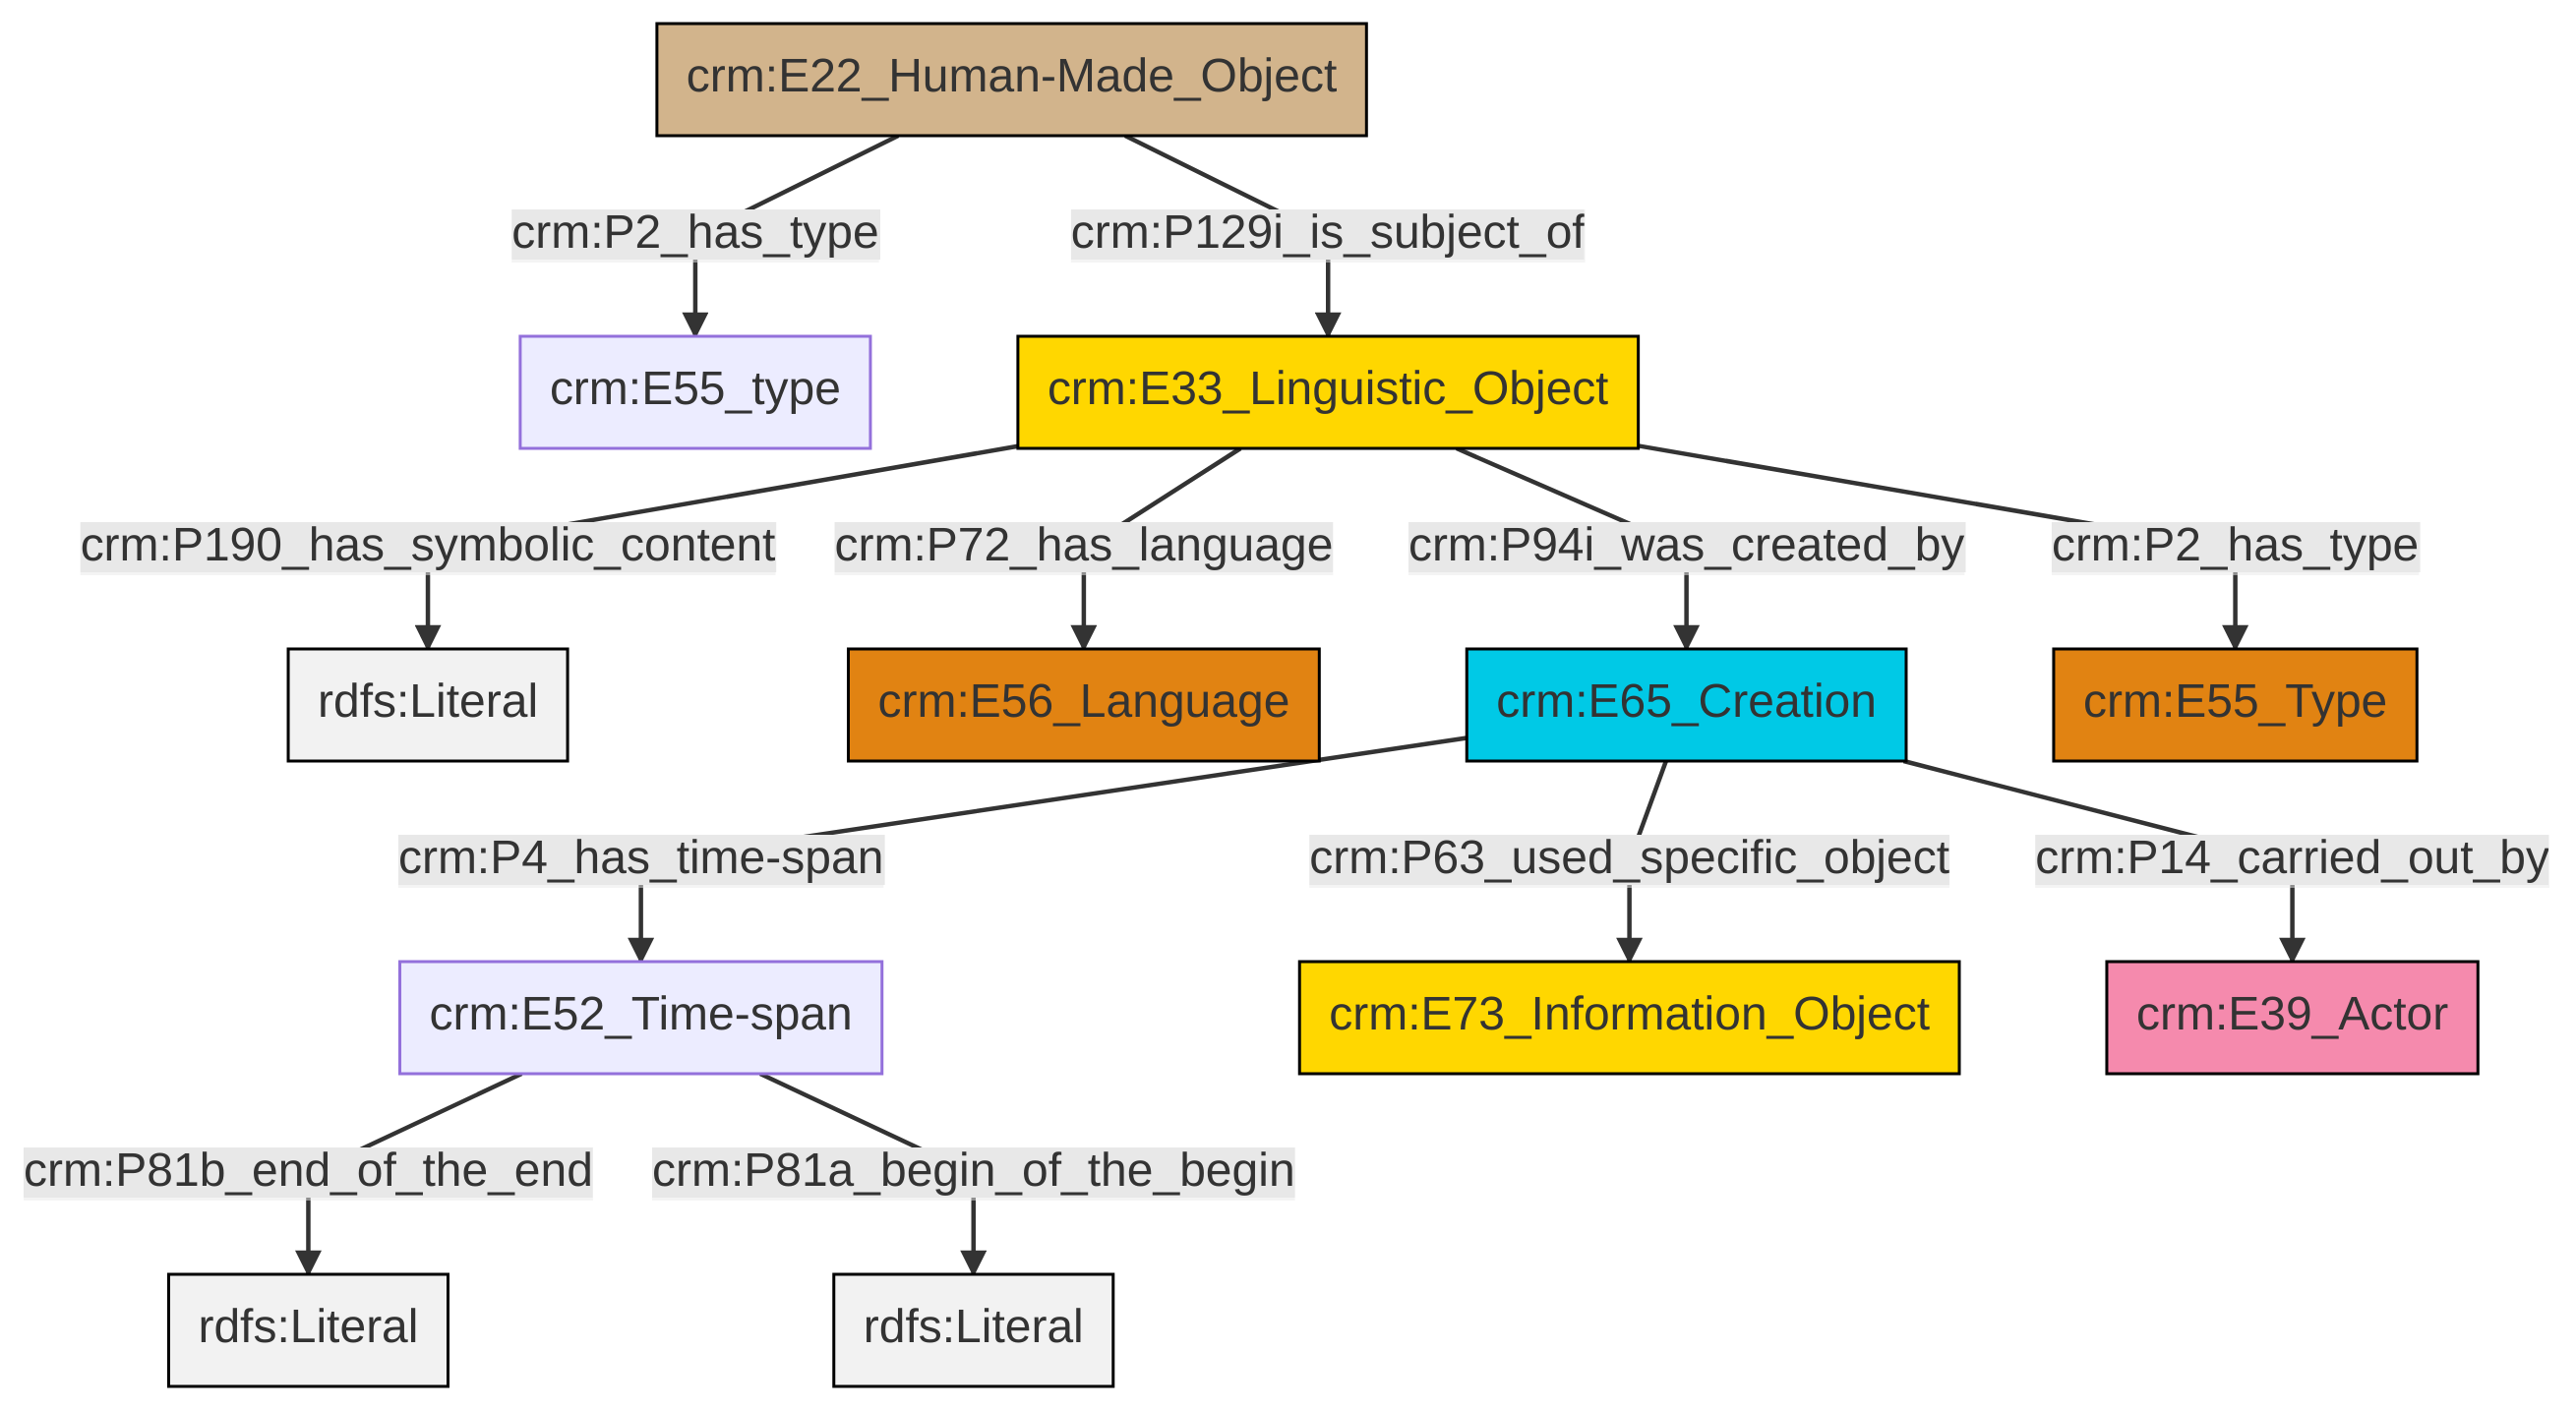 crm:E22_Human-Made_Object
crm:P2_has_type
crm:P129i_is_subject_of
crm:E55_type
crm:E33_Linguistic_Object
crm:P190_has_symbolic_content
crm:P72_has_language
crm:P94i_was_created_by
crm:P2_has_type
rdfs:Literal
crm:E56_Language
crm:E65_Creation
crm:E55_Type
crm:P4_has_time-span
crm:P63_used_specific_object
crm:P14_carried_out_by
crm:E52_Time-span
crm:E73_Information_Object
crm:E39_Actor
crm:P81b_end_of_the_end
crm:P81a_begin_of_the_begin
rdfs:Literal
rdfs:Literal